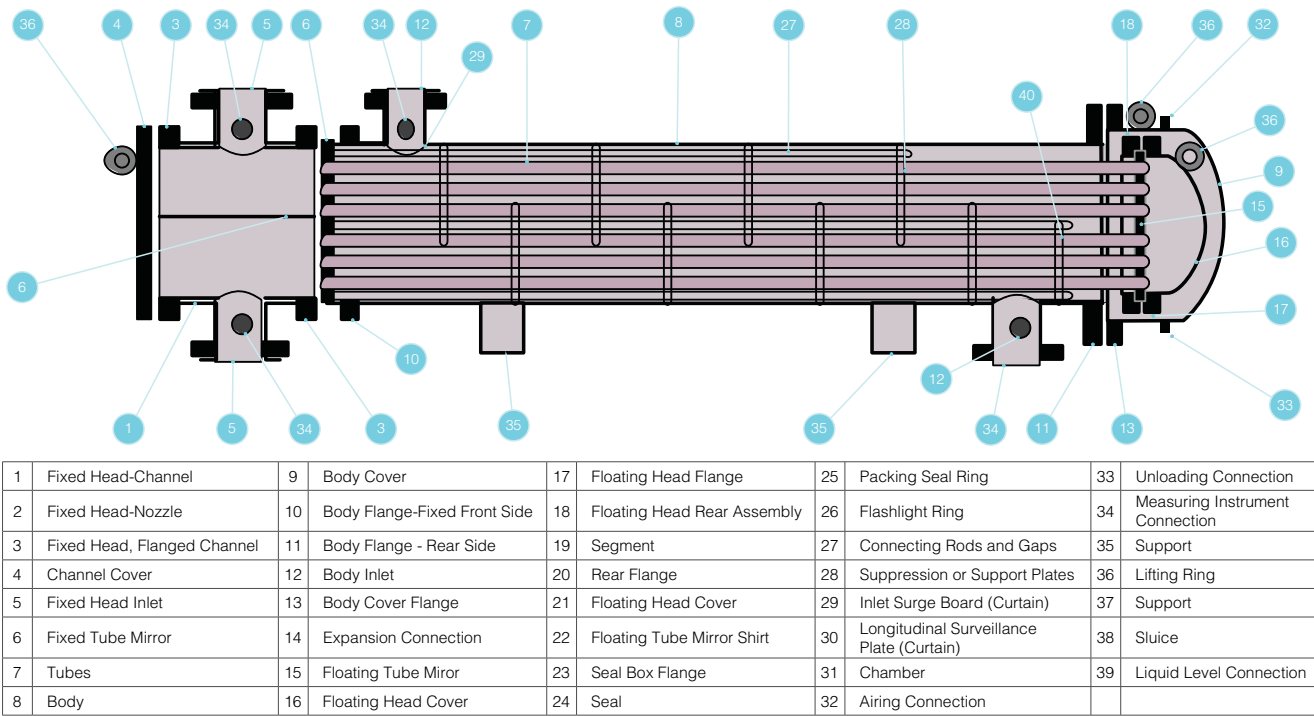 36 4 3 34 5 6 34 12 7 8 27 28 18 36 32
29
40
36
9
15
16
6
17
10
12
33
1 5 34 3 35 35 34 11 13
1 Fixed Head-Channel 9 Body Cover 17 Floating Head Flange 25 Packing Seal Ring 33 Unloading Connection
2 Fixed Head-Nozzle 10 Body Flange-Fixed Front Side 18 Floating Head Rear Assembly 26 Flashlight Ring 34 Measuring Instrument
Connection
3 Fixed Head, Flanged Channel 11 Body Flange - Rear Side 19 Segment 27 Connecting Rods and Gaps 35 Support
4 Channel Cover 12 Body Inlet 20 Rear Flange 28 Suppression or Support Plates 36 Lifting Ring
5 Fixed Head Inlet 13 Body Cover Flange 21 Floating Head Cover 29 Inlet Surge Board (Curtain) 37 Support
6 Fixed Tube Mirror 14 Expansion Connection 22 Floating Tube Mirror Shirt 30 Longitudinal Surveillance
Plate (Curtain) 38 Sluice
7 Tubes 15 Floating Tube Miror 23 Seal Box Flange 31 Chamber 39 Liquid Level Connection
8 Body 16 Floating Head Cover 24 Seal 32 Airing Connection